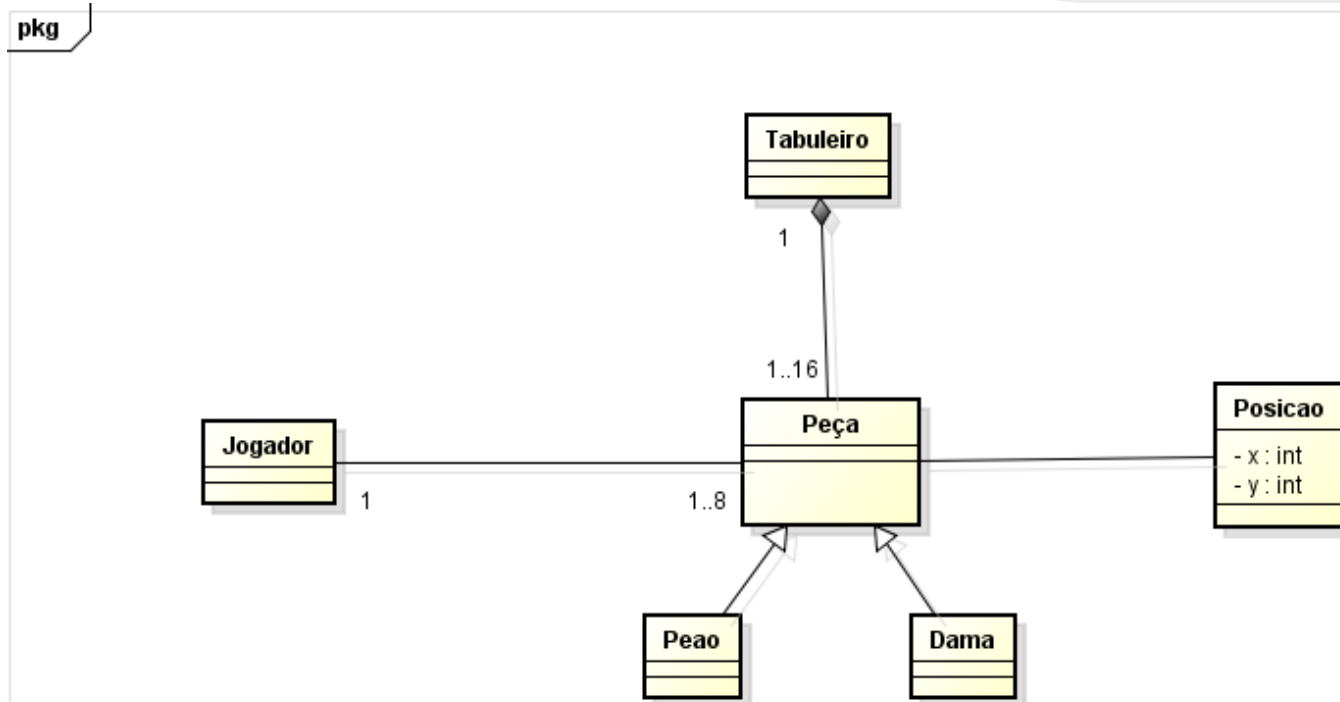 pkg
Tabuleiro
1
1..16
Peça
Jogador
1
1..8
Posicao
- x : int
- y : int
Peao
Dama